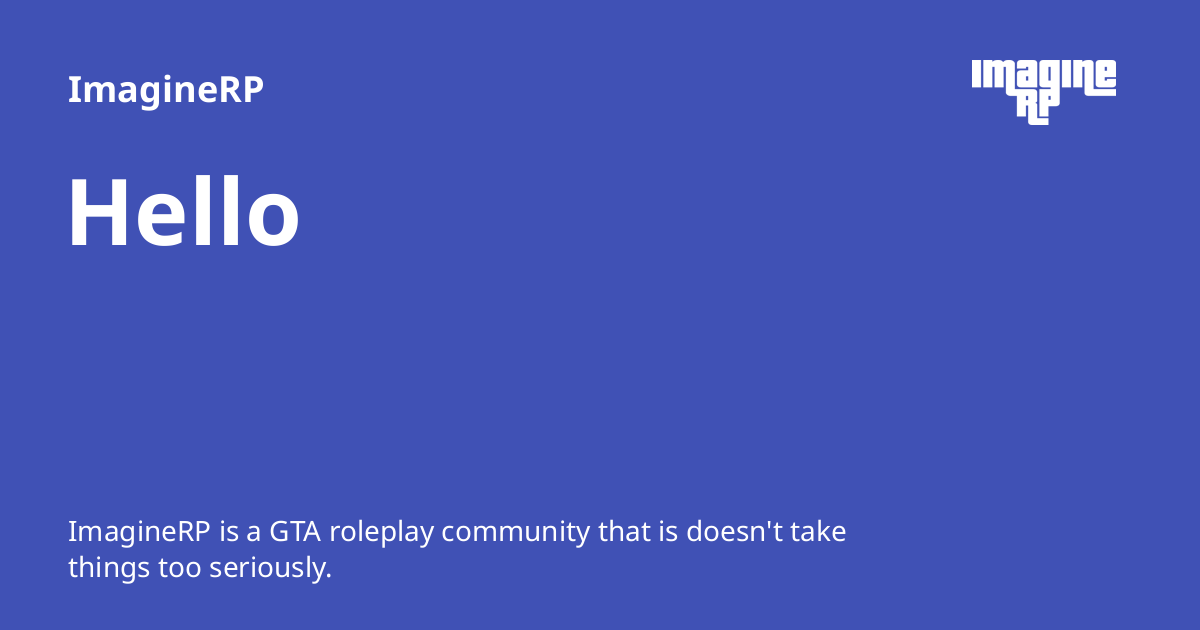 ImagineRP
Imagine
RP
Hello
ImagineRP is a GTA roleplay community that is doesn't take
things too seriously.